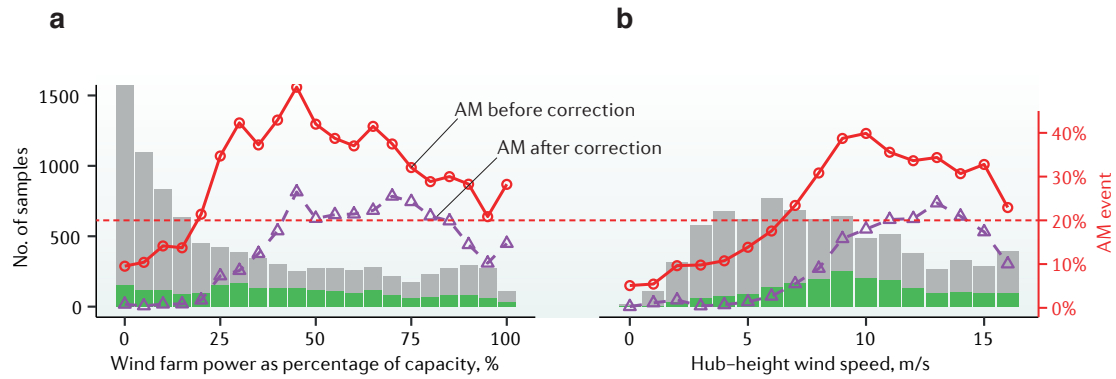 a
b
AM before correction
AM after correction
No. of samples
1500
1000
500
0
0
25
50
75
100
Wind farm power as percentage of capacity, %
0
5
10
15
Hub–height wind speed, m/s
40%
30%
20%
10%
0%
AM event